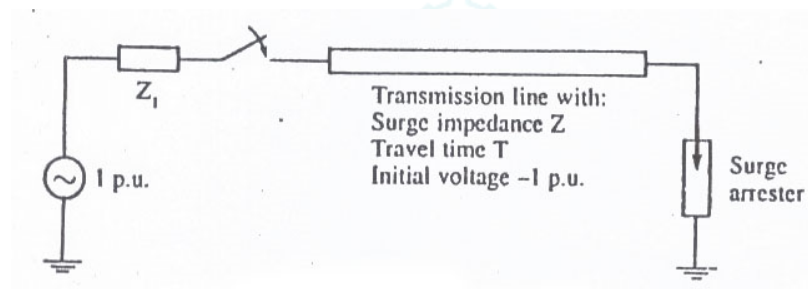 Z₁
1 p.u.
Transmission line with:
Surge impedance Z
Travel time T
Initial voltage –1 p.u.
Surge
arrester